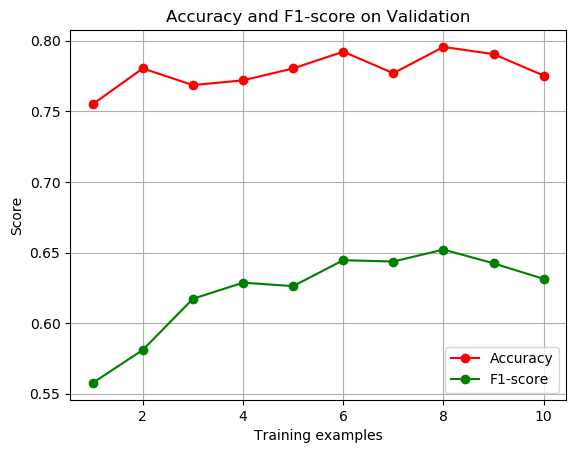 Accuracy and F1-score on Validation
0.80
0.75
0.70
0.65
0.60
0.55
Score
2 4 6 8 10
Training examples
Accuracy
F1-score